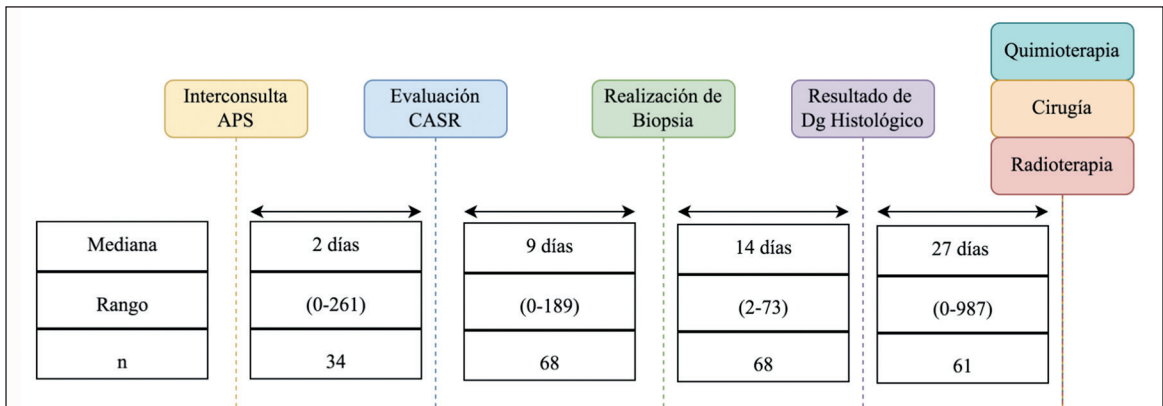 Quimioterapia
Interconsulta
APS
Evaluación
CASR
Realización de
Biopsia
Resultado de
Dg Histológico
Cirugía
Radioterapia
Mediana 2 días 9 días 14 días 27 días
Rango (0-261) (0-189) (2-73) (0-987)
n 34 68 68 61